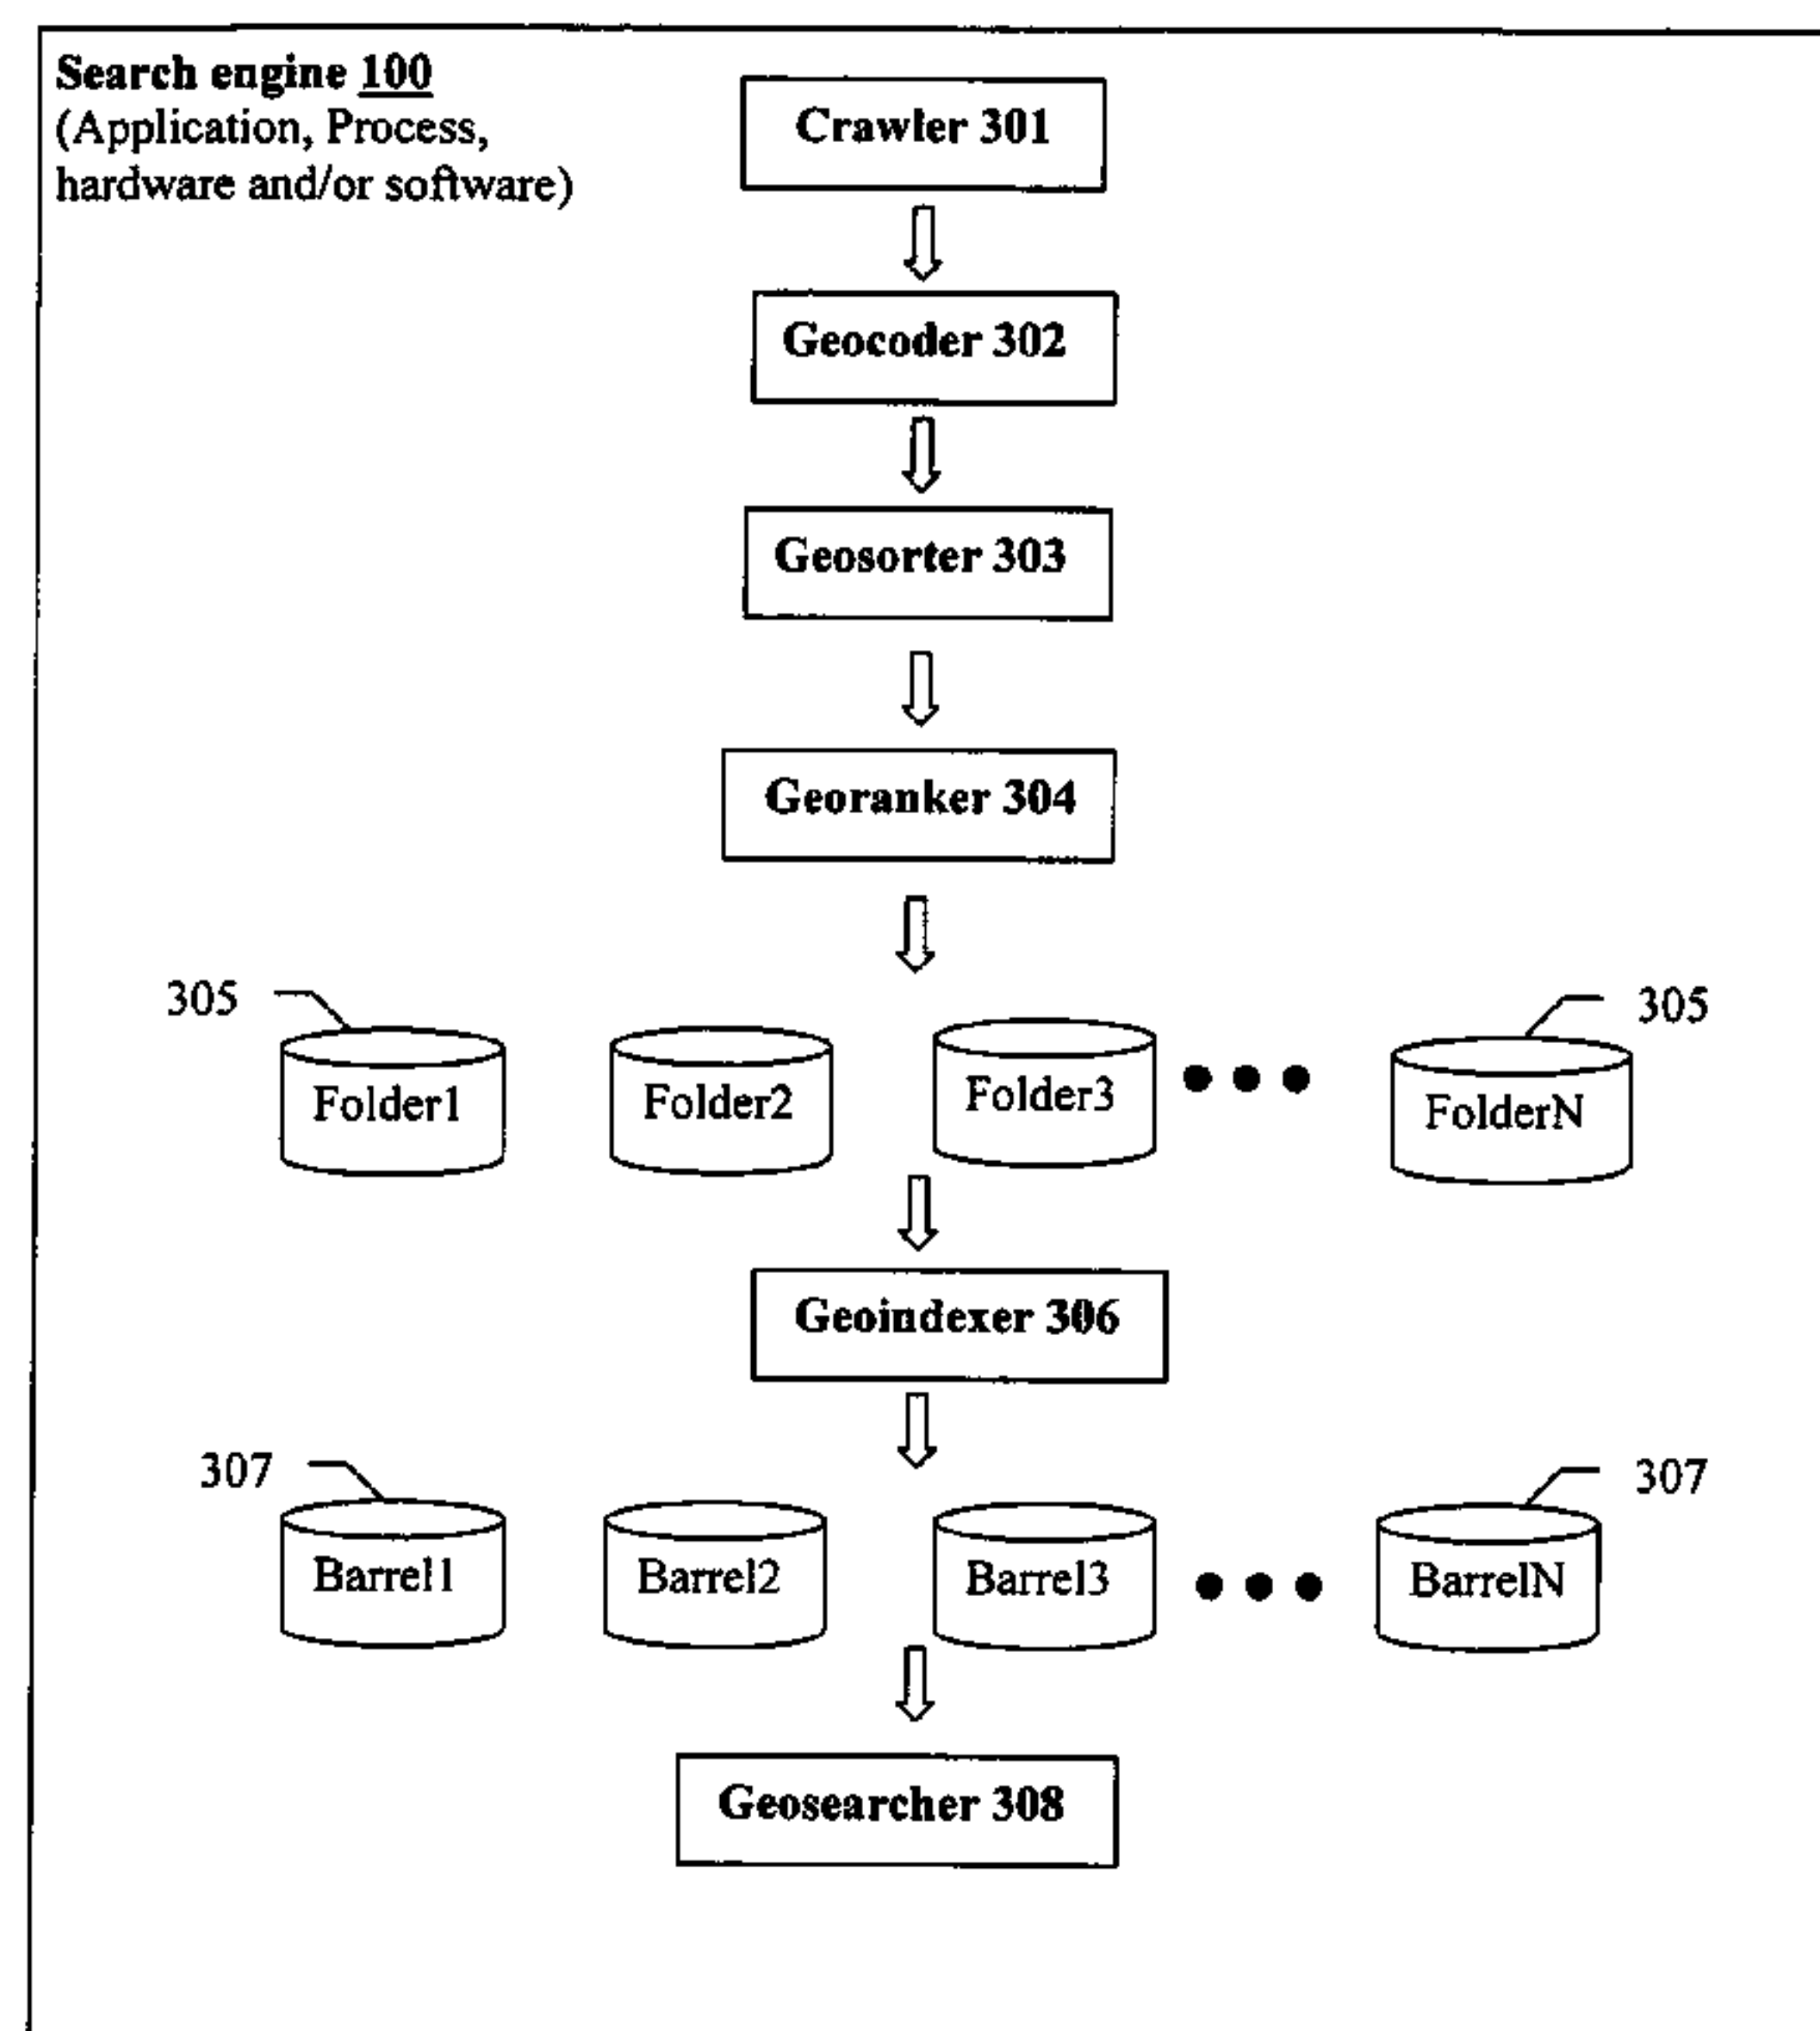 Search engine 100
(Application, Process,
hardware and/or software)
Crawler 301
Geocoder 302
Geosorter 303
Georanker 304
305
305
Folder1
Folder2
Folder3
FolderN
Geoindexer 306
307
307
Barrel1
Barrel2
Barrel3
BarrelN
Geosearcher 308